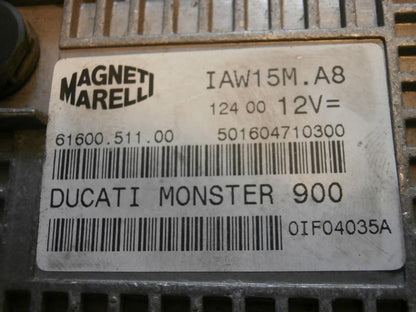 MAGNETI
MARELLI
IAW15M.A8
124 00 12V=
61600.511.00 501604710300
DUCATI MONSTER 900
0IF04035A